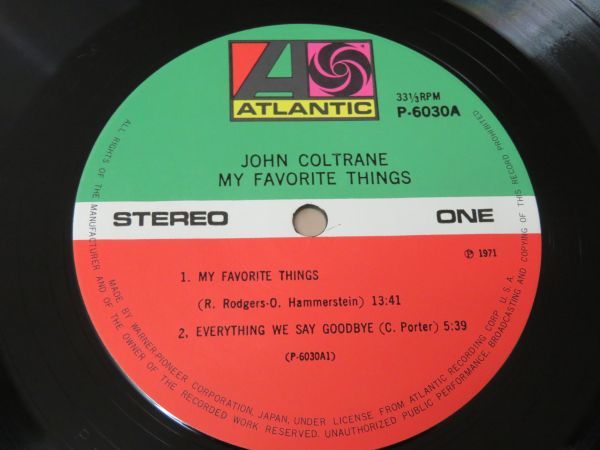 ATLANTIC
33⅓RPM
P-6030A
JOHN COLTRANE
MY FAVORITE THINGS
STEREO
ONE
℗ 1971
1. MY FAVORITE THINGS
(R. Rodgers-O. Hammerstein) 13:41
2. EVERYTHING WE SAY GOODBYE (C. Porter) 5:39
(P-6030A1)
ALL RIGHTS OF THE MANUFACTURER AND OF THE OWNER OF THE RECORDED WORK RESERVED. UNAUTHORIZED PUBLIC PERFORMANCE, BROADCASTING AND COPYING OF THIS RECORD PROHIBITED
MADE BY WARNER-PIONEER CORPORATION, JAPAN, UNDER LICENSE FROM ATLANTIC RECORDING CORP. U. S. A.